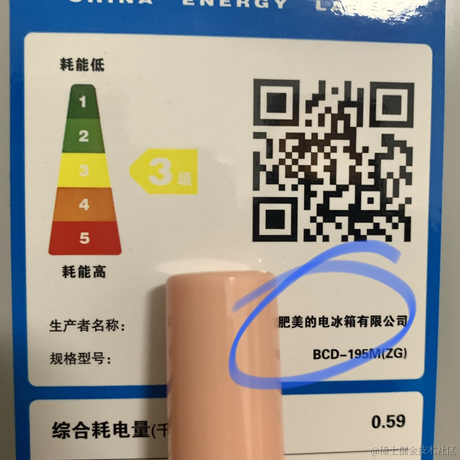 CHINA ENERGY LA
耗能低
1
2
3
3级
4
5
耗能高
生产者名称: 肥美的电冰箱有限公司
规格型号: BCD-195M(ZG)
综合耗电量(千 0.59
@稀土掘金技术社区